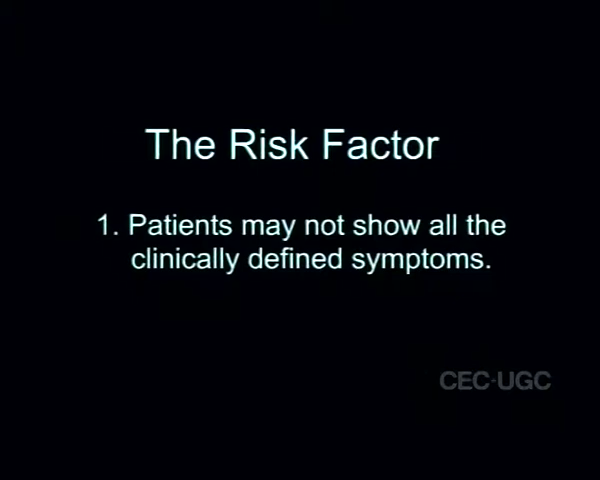 The Risk Factor
1. Patients may not show all the
clinically defined symptoms.
CEC-UGC